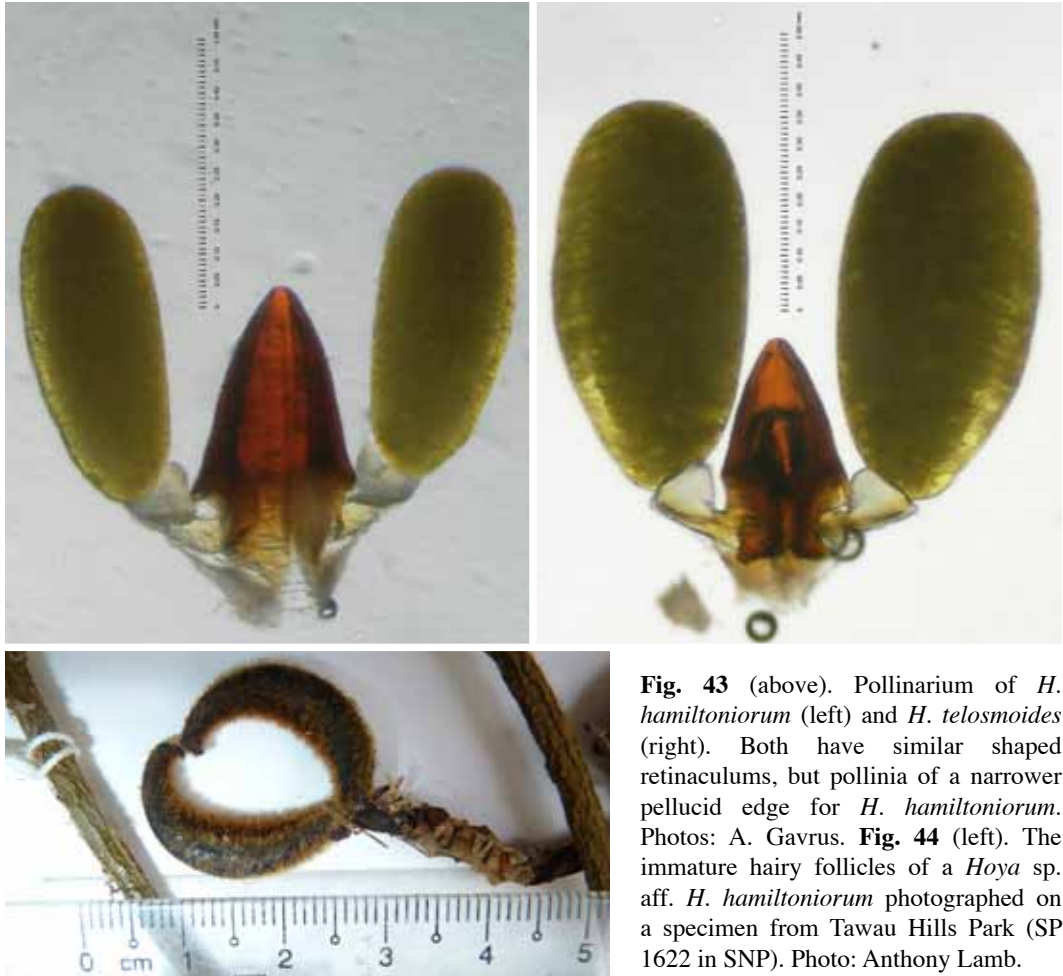 Fig. 43 (above). Pollinarium of H.
hamiltoniorum (left) and H. telosmoides
(right). Both have similar shaped
retinaculums, but pollinia of a narrower
pellucid edge for H. hamiltoniorum.
Photos: A. Gavrus. Fig. 44 (left). The
immature hairy follicles of a Hoya sp.
aff. H. hamiltoniorum photographed on
a specimen from Tawau Hills Park (SP
1622 in SNP). Photo: Anthony Lamb.
0 cm 1 2 3 4 5